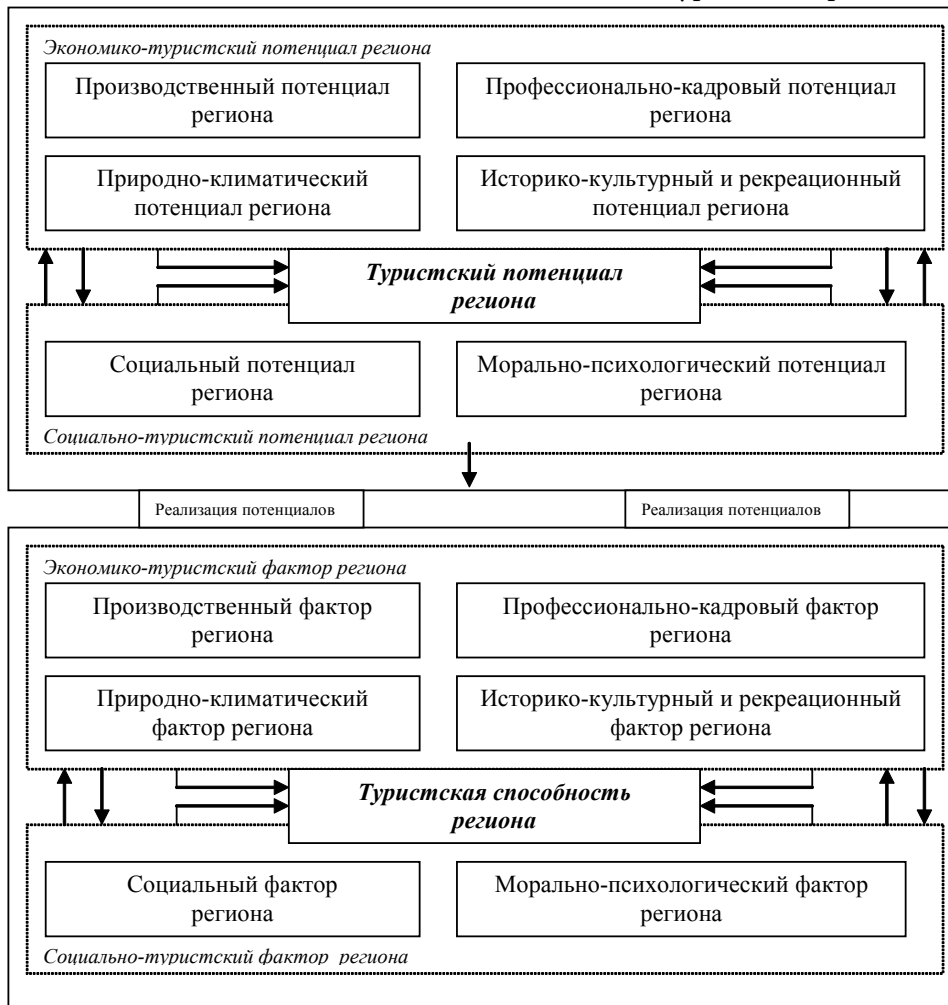 Экономико-туристский потенциал региона
Производственный потенциал
региона
Профессионально-кадровый потенциал
региона
Природно-климатический
потенциал региона
Историко-культурный и рекреационный
потенциал региона
Туристский потенциал
региона
Социальный потенциал
региона
Морально-психологический потенциал
региона
Социально-туристский потенциал региона
Реализация потенциалов
Реализация потенциалов
Экономико-туристский фактор региона
Производственный фактор
региона
Профессионально-кадровый фактор
региона
Природно-климатический
фактор региона
Историко-культурный и рекреационный
фактор региона
Туристская способность
региона
Социальный фактор
региона
Морально-психологический фактор
региона
Социально-туристский фактор региона